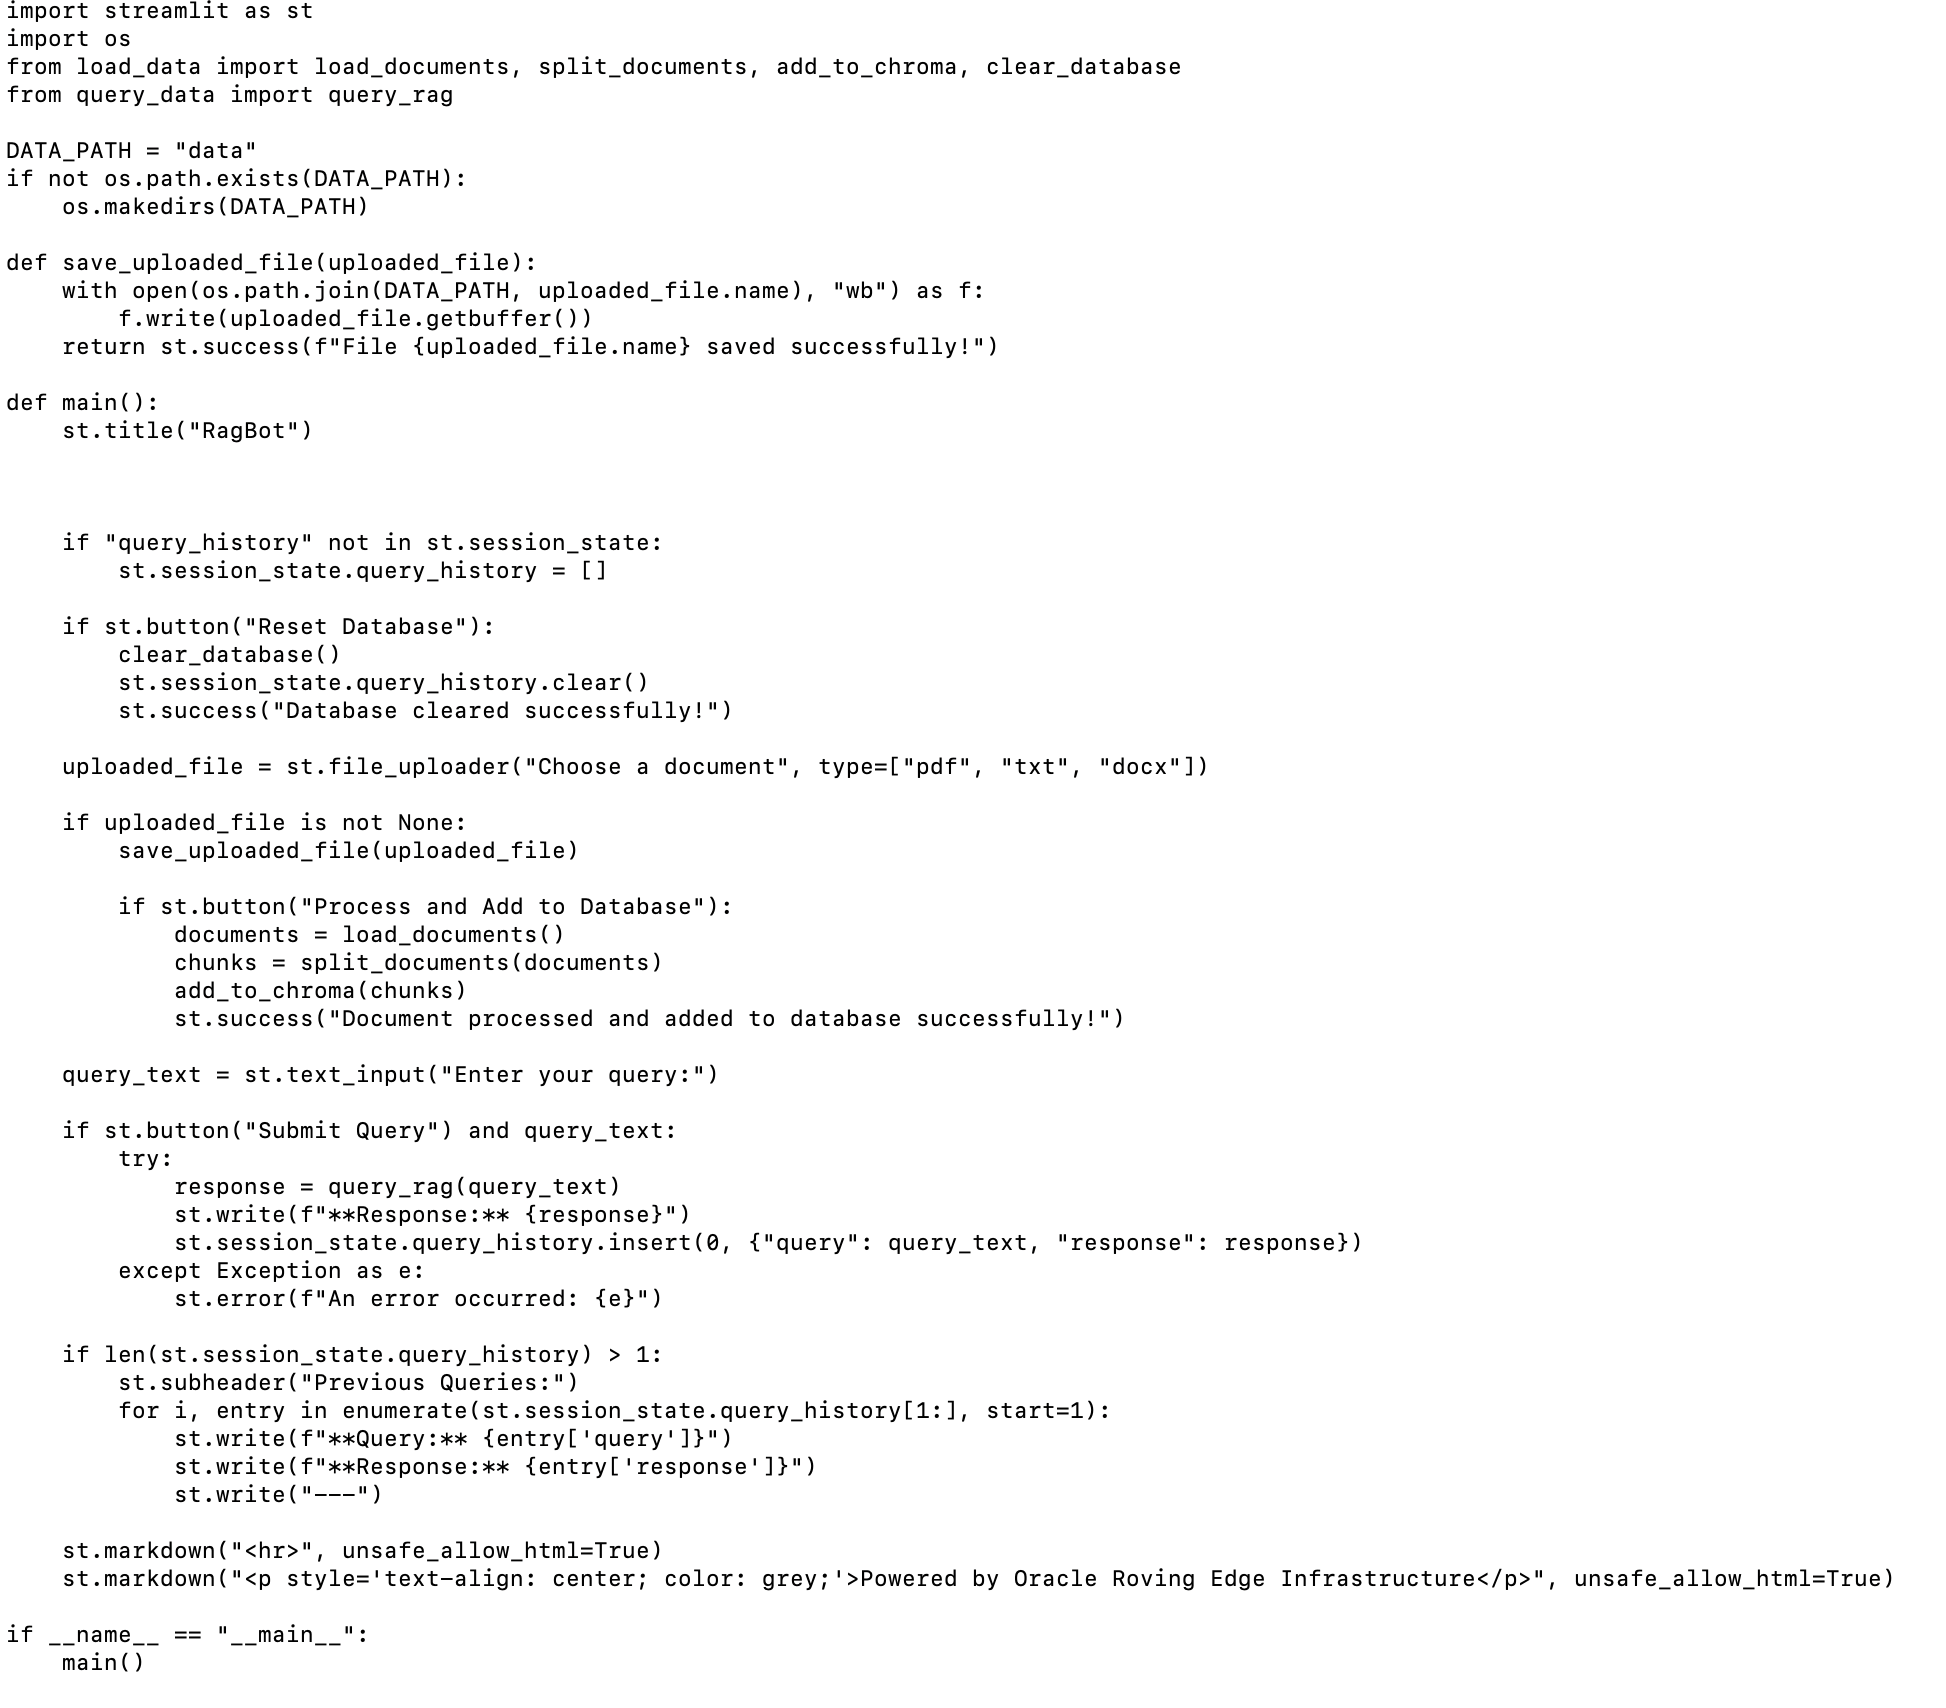 import streamlit as st
import os
from load_data import load_documents, split_documents, add_to_chroma, clear_database
from query_data import query_rag

DATA_PATH = "data"
if not os.path.exists(DATA_PATH):
    os.makedirs(DATA_PATH)

def save_uploaded_file(uploaded_file):
    with open(os.path.join(DATA_PATH, uploaded_file.name), "wb") as f:
        f.write(uploaded_file.getbuffer())
    return st.success(f"File {uploaded_file.name} saved successfully!")

def main():
    st.title("RagBot")

    if "query_history" not in st.session_state:
        st.session_state.query_history = []

    if st.button("Reset Database"):
        clear_database()
        st.session_state.query_history.clear()
        st.success("Database cleared successfully!")

    uploaded_file = st.file_uploader("Choose a document", type=["pdf", "txt", "docx"])

    if uploaded_file is not None:
        save_uploaded_file(uploaded_file)

        if st.button("Process and Add to Database"):
            documents = load_documents()
            chunks = split_documents(documents)
            add_to_chroma(chunks)
            st.success("Document processed and added to database successfully!")

    query_text = st.text_input("Enter your query:")

    if st.button("Submit Query") and query_text:
        try:
            response = query_rag(query_text)
            st.write(f"**Response:** {response}")
            st.session_state.query_history.insert(0, {"query": query_text, "response": response})
        except Exception as e:
            st.error(f"An error occurred: {e}")

    if len(st.session_state.query_history) > 1:
        st.subheader("Previous Queries:")
        for i, entry in enumerate(st.session_state.query_history[1:], start=1):
            st.write(f"**Query:** {entry['query']}")
            st.write(f"**Response:** {entry['response']}")
            st.write("---")

    st.markdown("<hr>", unsafe_allow_html=True)
    st.markdown("<p style='text-align: center; color: grey;'>Powered by Oracle Roving Edge Infrastructure</p>", unsafe_allow_html=True)

if __name__ == "__main__":
    main()